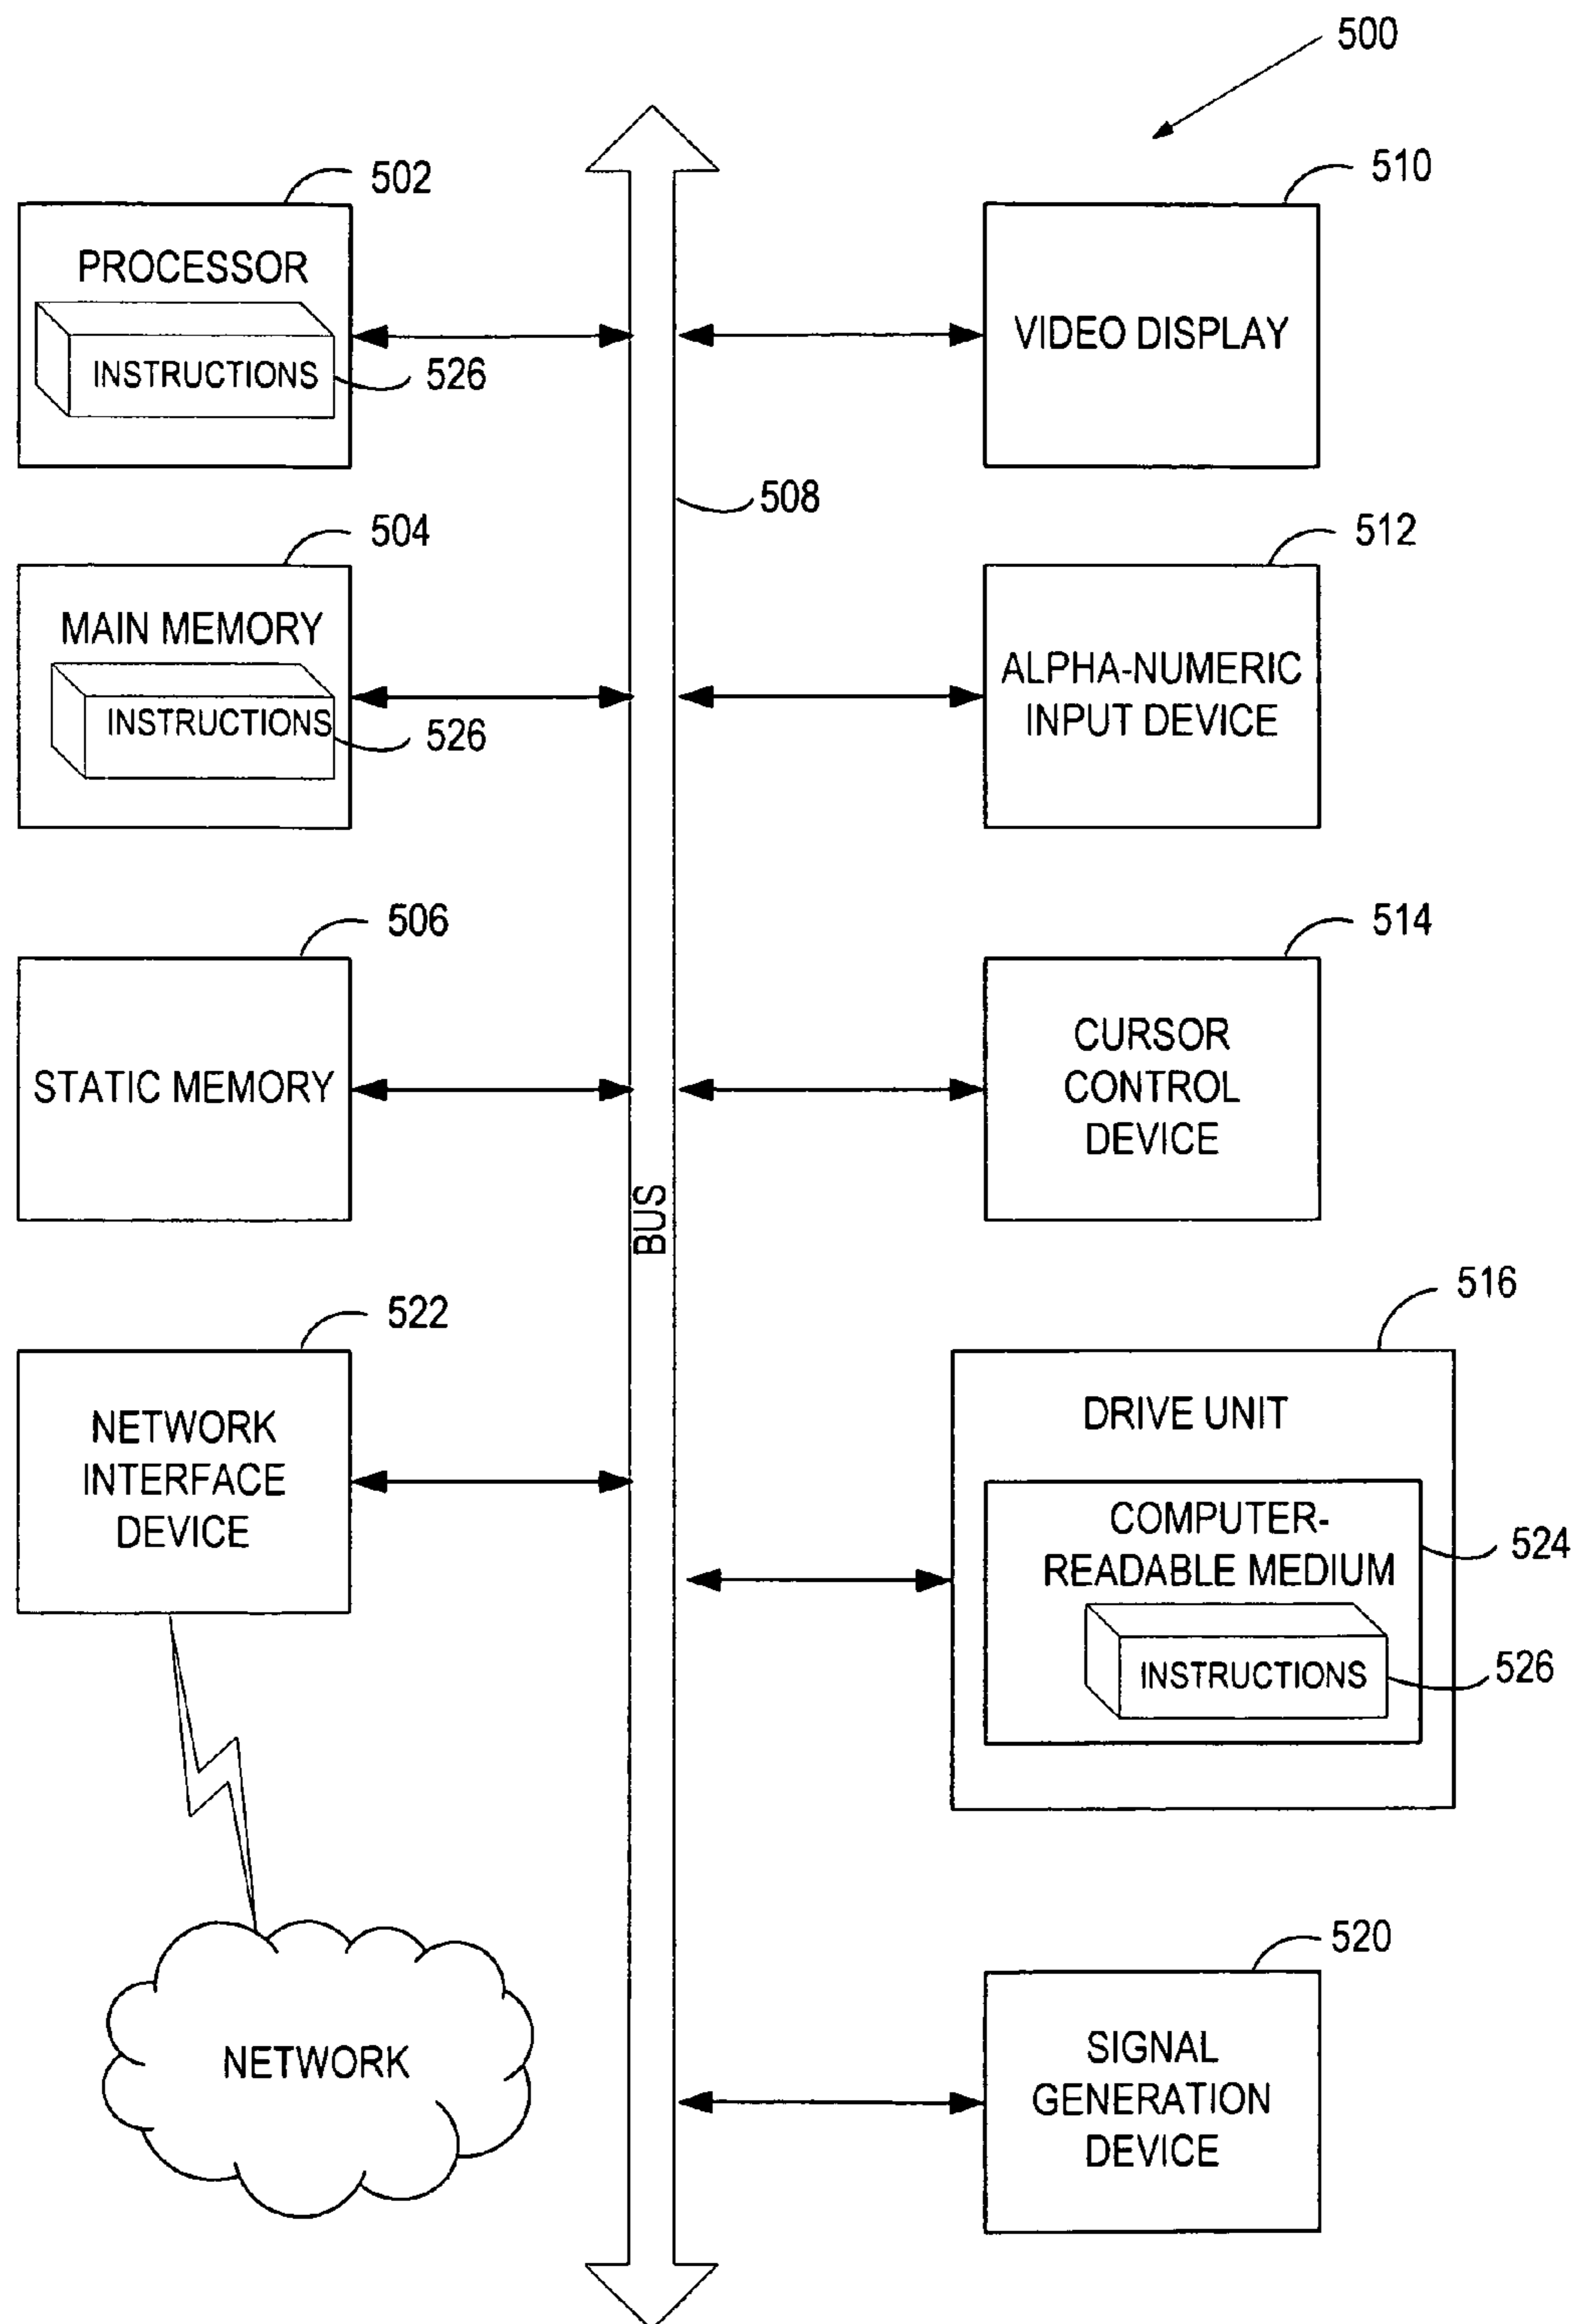 500
502
PROCESSOR
INSTRUCTIONS
526
510
VIDEO DISPLAY
508
504
MAIN MEMORY
INSTRUCTIONS
526
512
ALPHA-NUMERIC
INPUT DEVICE
506
STATIC MEMORY
514
CURSOR
CONTROL
DEVICE
BUS
522
NETWORK
INTERFACE
DEVICE
516
DRIVE UNIT
COMPUTER-
READABLE MEDIUM
524
INSTRUCTIONS
526
NETWORK
520
SIGNAL
GENERATION
DEVICE